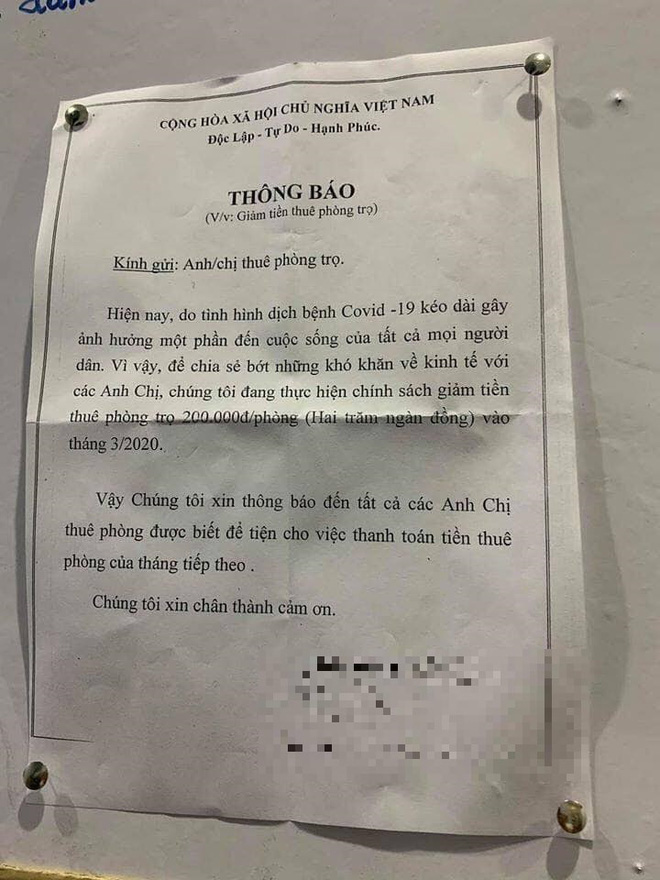 CỘNG HÒA XÃ HỘI CHỦ NGHĨA VIỆT NAM
Độc Lập - Tự Do - Hạnh Phúc.
THÔNG BÁO
(V/v: Giảm tiền thuê phòng trọ)
Kính gửi: Anh/chị thuê phòng trọ.
Hiện nay, do tình hình dịch bệnh Covid -19 kéo dài gây
ảnh hưởng một phần đến cuộc sống của tất cả mọi người
dân. Vì vậy, để chia sẻ bớt những khó khăn về kinh tế với
các Anh Chị, chúng tôi đang thực hiện chính sách giảm tiền
thuê phòng trọ 200.000đ/phòng (Hai trăm ngàn đồng) vào
tháng 3/2020.
Vậy Chúng tôi xin thông báo đến tất cả các Anh Chị
thuê phòng được biết để tiện cho việc thanh toán tiền thuê
phòng của tháng tiếp theo .
Chúng tôi xin chân thành cảm ơn.